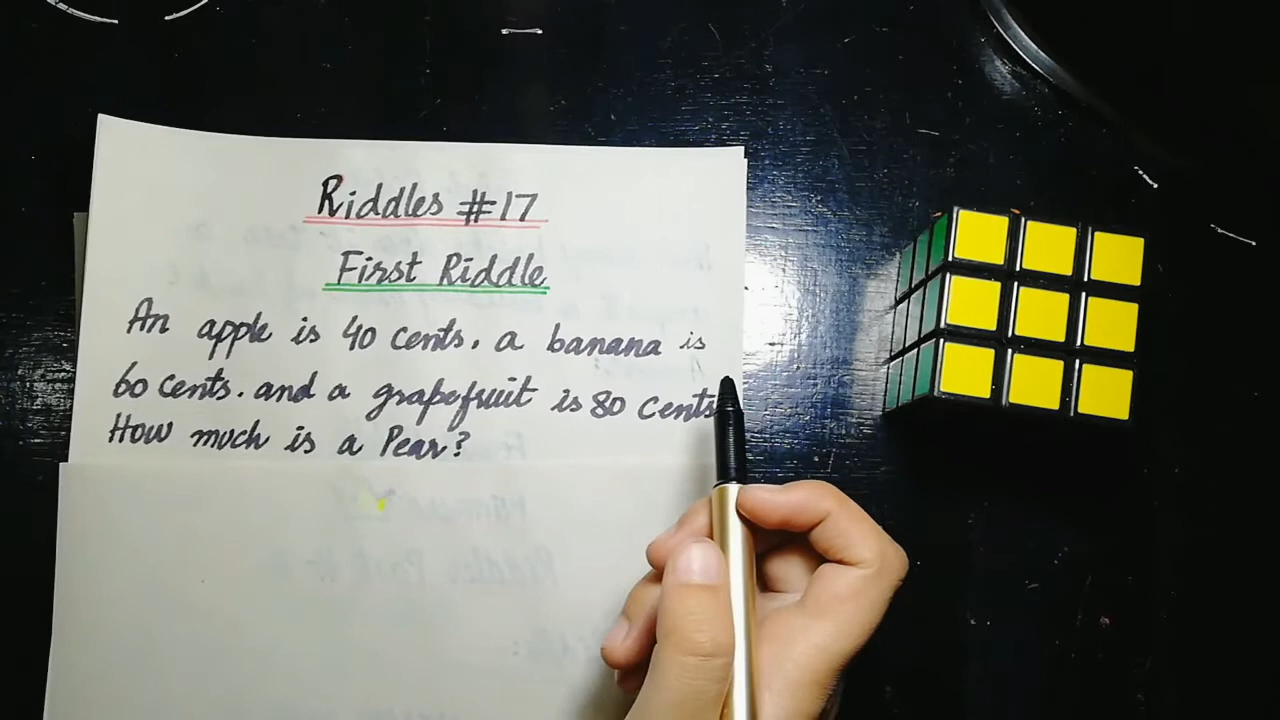 Riddles #17
First Riddle
An apple is 40 cents. a banana is
60 cents. and a grapefruit is 80 cents
How much is a Pear?